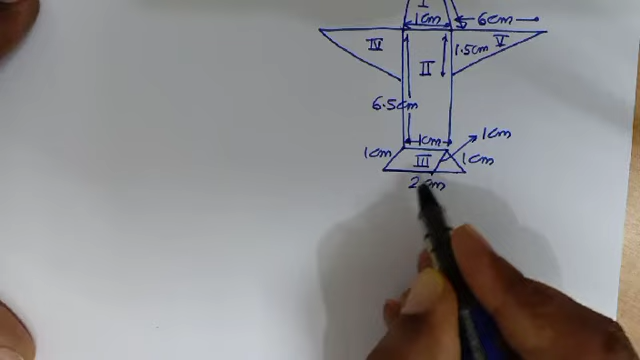 I
1cm 6cm
IV 1.5cm V
II
6.5cm
1cm 1cm
1cm III 1cm
2cm